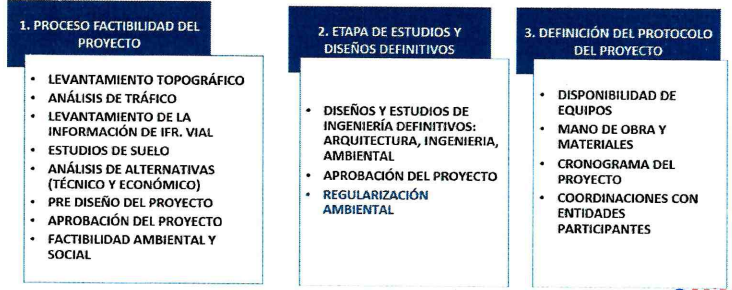 1. PROCESO FACTIBILIDAD DEL
PROYECTO
• LEVANTAMIENTO TOPOGRÁFICO
• ANÁLISIS DE TRÁFICO
• LEVANTAMIENTO DE LA
INFORMACIÓN DE IFR. VIAL
• ESTUDIOS DE SUELO
• ANÁLISIS DE ALTERNATIVAS
(TÉCNICO Y ECONÓMICO)
• PRE DISEÑO DEL PROYECTO
• APROBACIÓN DEL PROYECTO
• FACTIBILIDAD AMBIENTAL Y
SOCIAL
2. ETAPA DE ESTUDIOS Y
DISEÑOS DEFINITIVOS
• DISEÑOS Y ESTUDIOS DE
INGENIERÍA DEFINITIVOS:
ARQUITECTURA, INGENIERIA,
AMBIENTAL
• APROBACIÓN DEL PROYECTO
• REGULARIZACIÓN
AMBIENTAL
3. DEFINICIÓN DEL PROTOCOLO
DEL PROYECTO
• DISPONIBILIDAD DE
EQUIPOS
• MANO DE OBRA Y
MATERIALES
• CRONOGRAMA DEL
PROYECTO
• COORDINACIONES CON
ENTIDADES
PARTICIPANTES